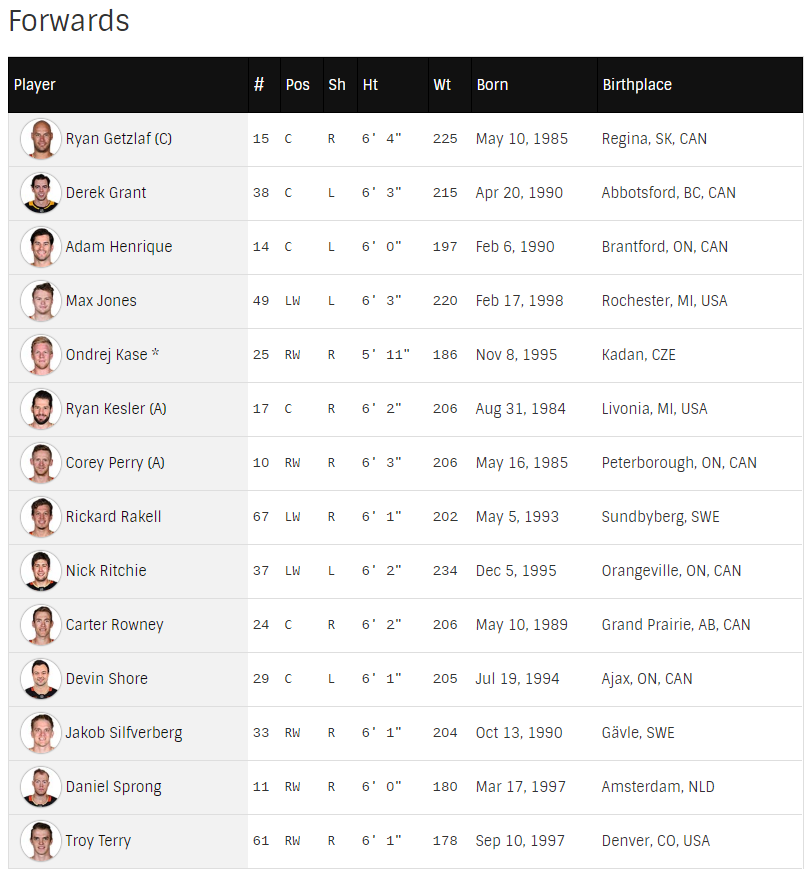 Forwards
Player # Pos Sh Ht Wt Born Birthplace
Ryan Getzlaf (C) 15 C R 6' 4" 225 May 10, 1985 Regina, SK, CAN
Derek Grant 38 C L 6' 3" 215 Apr 20, 1990 Abbotsford, BC, CAN
Adam Henrique 14 C L 6' 0" 197 Feb 6, 1990 Brantford, ON, CAN
Max Jones 49 LW L 6' 3" 220 Feb 17, 1998 Rochester, MI, USA
Ondrej Kase * 25 RW R 5' 11" 186 Nov 8, 1995 Kadan, CZE
Ryan Kesler (A) 17 C R 6' 2" 206 Aug 31, 1984 Livonia, MI, USA
Corey Perry (A) 10 RW R 6' 3" 206 May 16, 1985 Peterborough, ON, CAN
Rickard Rakell 67 LW R 6' 1" 202 May 5, 1993 Sundbyberg, SWE
Nick Ritchie 37 LW L 6' 2" 234 Dec 5, 1995 Orangeville, ON, CAN
Carter Rowney 24 C R 6' 2" 206 May 10, 1989 Grand Prairie, AB, CAN
Devin Shore 29 C L 6' 1" 205 Jul 19, 1994 Ajax, ON, CAN
Jakob Silfverberg 33 RW R 6' 1" 204 Oct 13, 1990 Gävle, SWE
Daniel Sprong 11 RW R 6' 0" 180 Mar 17, 1997 Amsterdam, NLD
Troy Terry 61 RW R 6' 1" 178 Sep 10, 1997 Denver, CO, USA